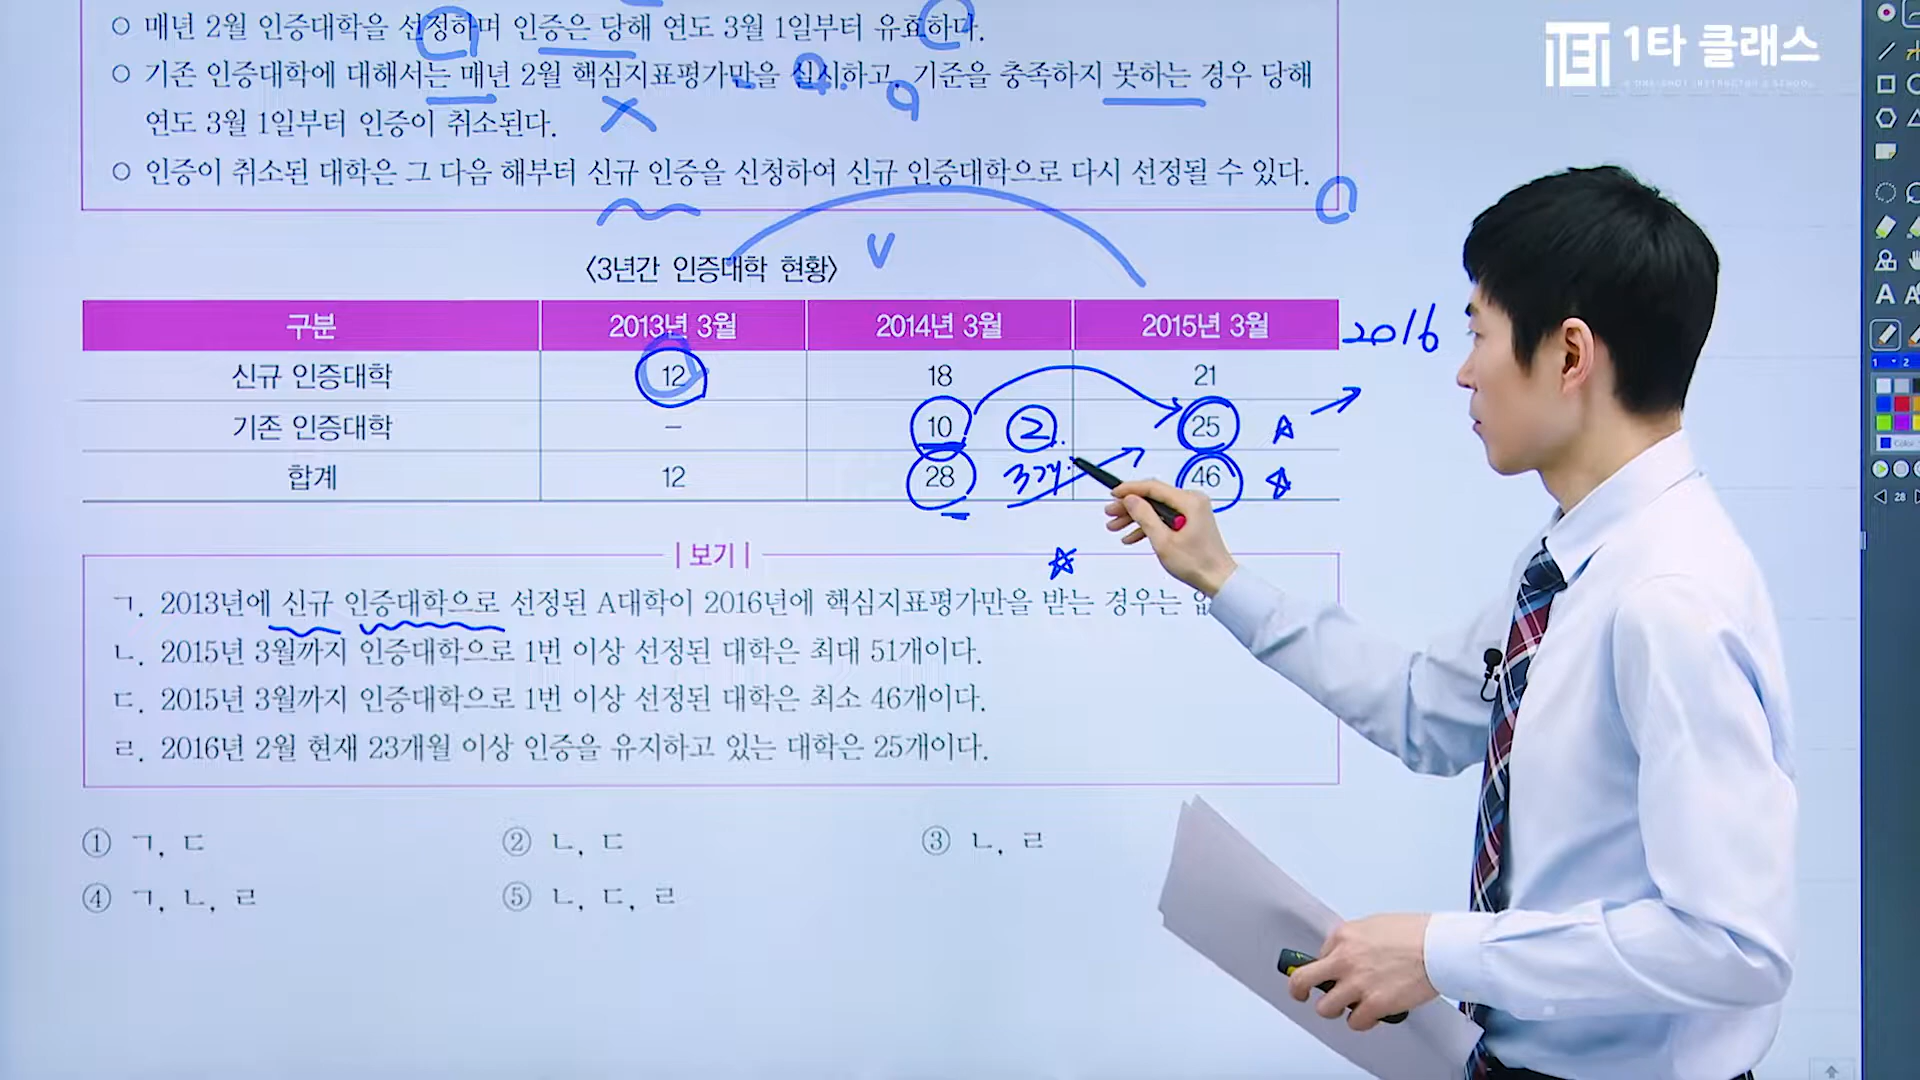 ○ 매년 2월 인증대학을 선정하며 인증은 당해 연도 3월 1일부터 유효하다.
○ 기존 인증대학에 대해서는 매년 2월 핵심지표평가만을 실시하고, 기준을 충족하지 못하는 경우 당해
연도 3월 1일부터 인증이 취소된다.
○ 인증이 취소된 대학은 그 다음 해부터 신규 인증을 신청하여 신규 인증대학으로 다시 선정될 수 있다.
1타 클래스
〈3년간 인증대학 현황〉
구분 2013년 3월 2014년 3월 2015년 3월 2016
신규 인증대학 12 18 21
기존 인증대학 - 10 2 25
합계 12 28 3개 46
| 보기 |
ㄱ. 2013년에 신규 인증대학으로 선정된 A대학이 2016년에 핵심지표평가만을 받는 경우는
ㄴ. 2015년 3월까지 인증대학으로 1번 이상 선정된 대학은 최대 51개이다.
ㄷ. 2015년 3월까지 인증대학으로 1번 이상 선정된 대학은 최소 46개이다.
ㄹ. 2016년 2월 현재 23개월 이상 인증을 유지하고 있는 대학은 25개이다.
① ㄱ, ㄷ ② ㄴ, ㄷ ③ ㄴ, ㄹ
④ ㄱ, ㄴ, ㄹ ⑤ ㄴ, ㄷ, ㄹ
28